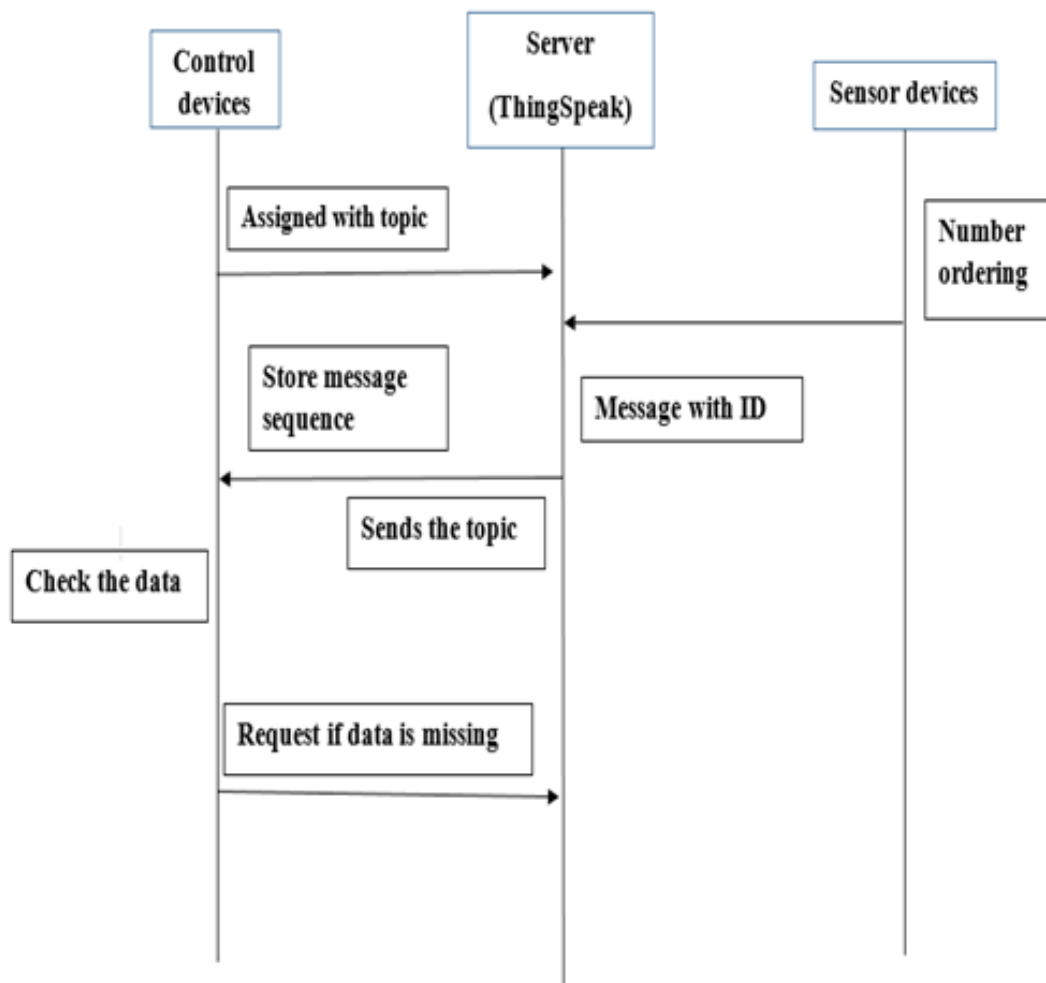 Control
devices
Server
(ThingSpeak)
Sensor devices
Assigned with topic
Number
ordering
Store message
sequence
Message with ID
Sends the topic
Check the data
Request if data is missing